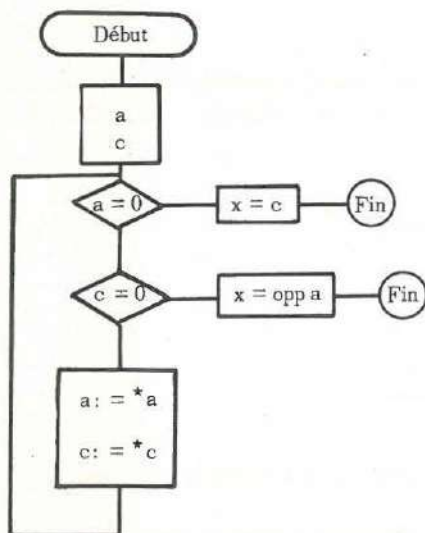 Début
a
c
a = 0
x = c
Fin
c = 0
x = opp a
Fin
a: = *a
c: = *c